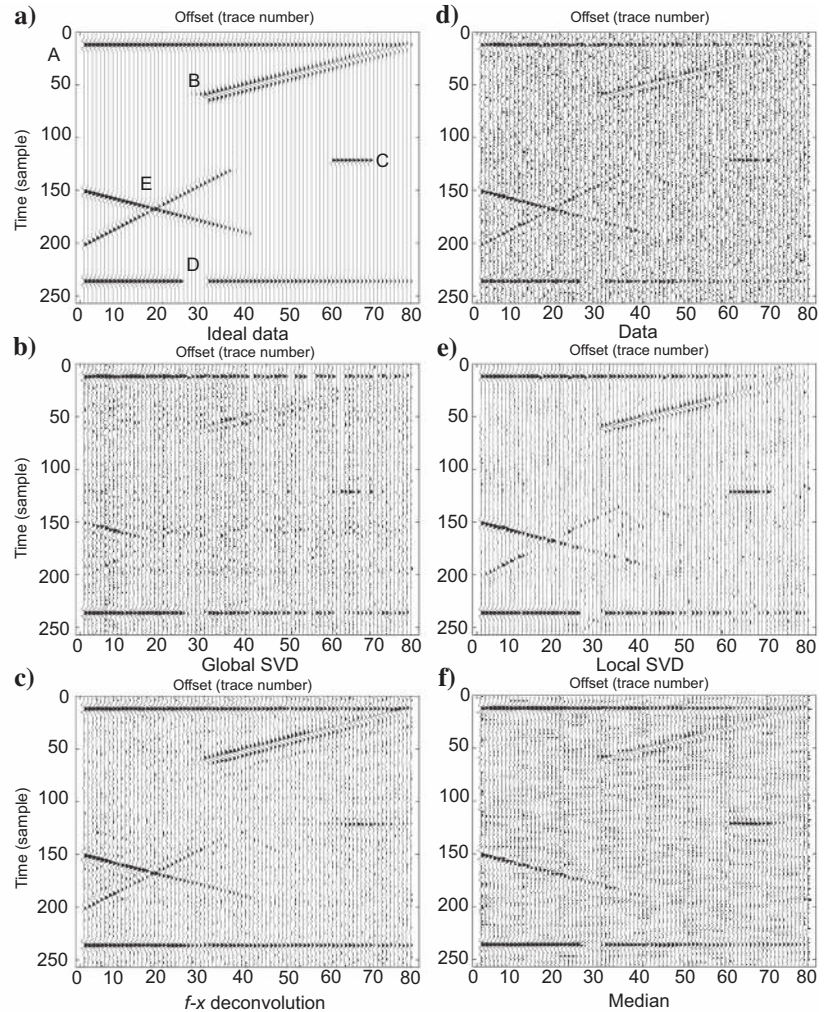 a)
Offset (trace number)
0 10 20 30 40 50 60 70 80
0
50
100
150
200
250
Time (sample)
A
B
C
E
D
Ideal data
b)
Offset (trace number)
0
50
100
150
200
250
Time (sample)
0 10 20 30 40 50 60 70 80
Global SVD
c)
Offset (trace number)
0
50
100
150
200
250
Time (sample)
0 10 20 30 40 50 60 70 80
f-x deconvolution
d)
Offset (trace number)
0
50
100
150
200
250
0 10 20 30 40 50 60 70 80
Data
e)
Offset (trace number)
0
50
100
150
200
250
0 10 20 30 40 50 60 70 80
Local SVD
f)
Offset (trace number)
0
50
100
150
200
250
0 10 20 30 40 50 60 70 80
Median